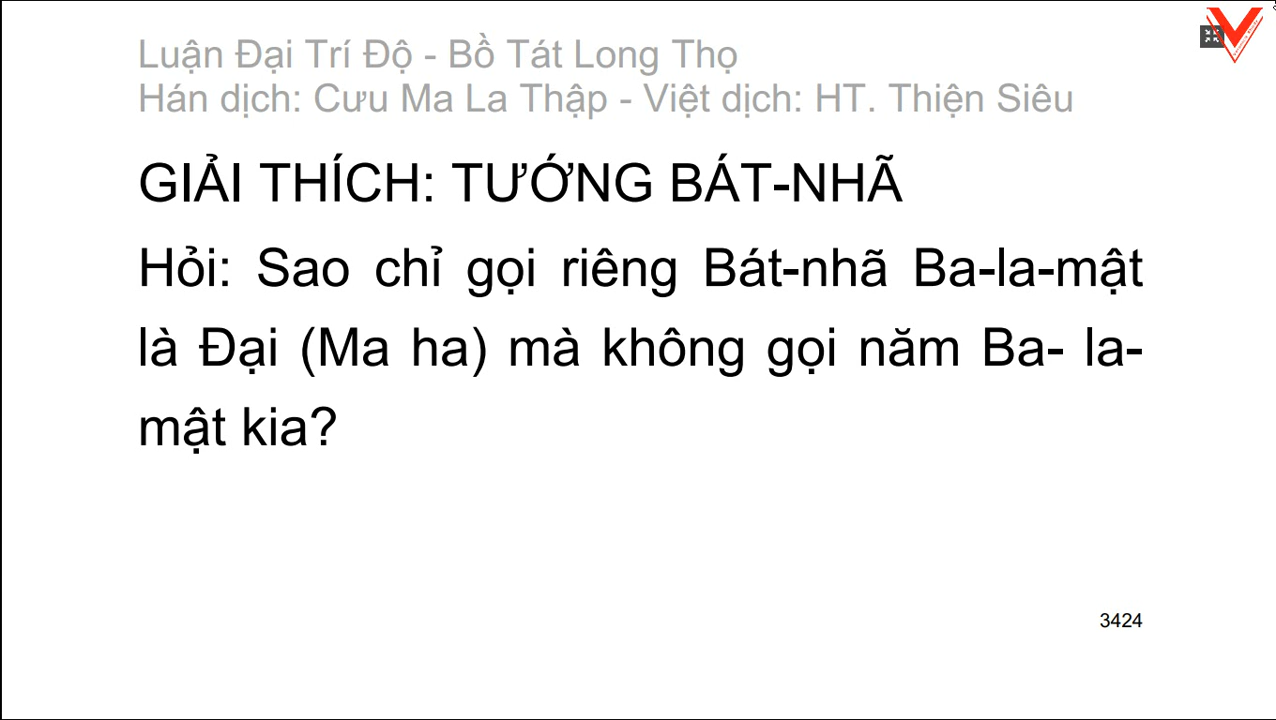 Luận Đại Trí Độ - Bồ Tát Long Thọ
Hán dịch: Cưu Ma La Thập - Việt dịch: HT. Thiện Siêu
GIẢI THÍCH: TƯỚNG BÁT-NHÃ
Hỏi: Sao chỉ gọi riêng Bát-nhã Ba-la-mật
là Đại (Ma ha) mà không gọi năm Ba- la-
mật kia?
3424